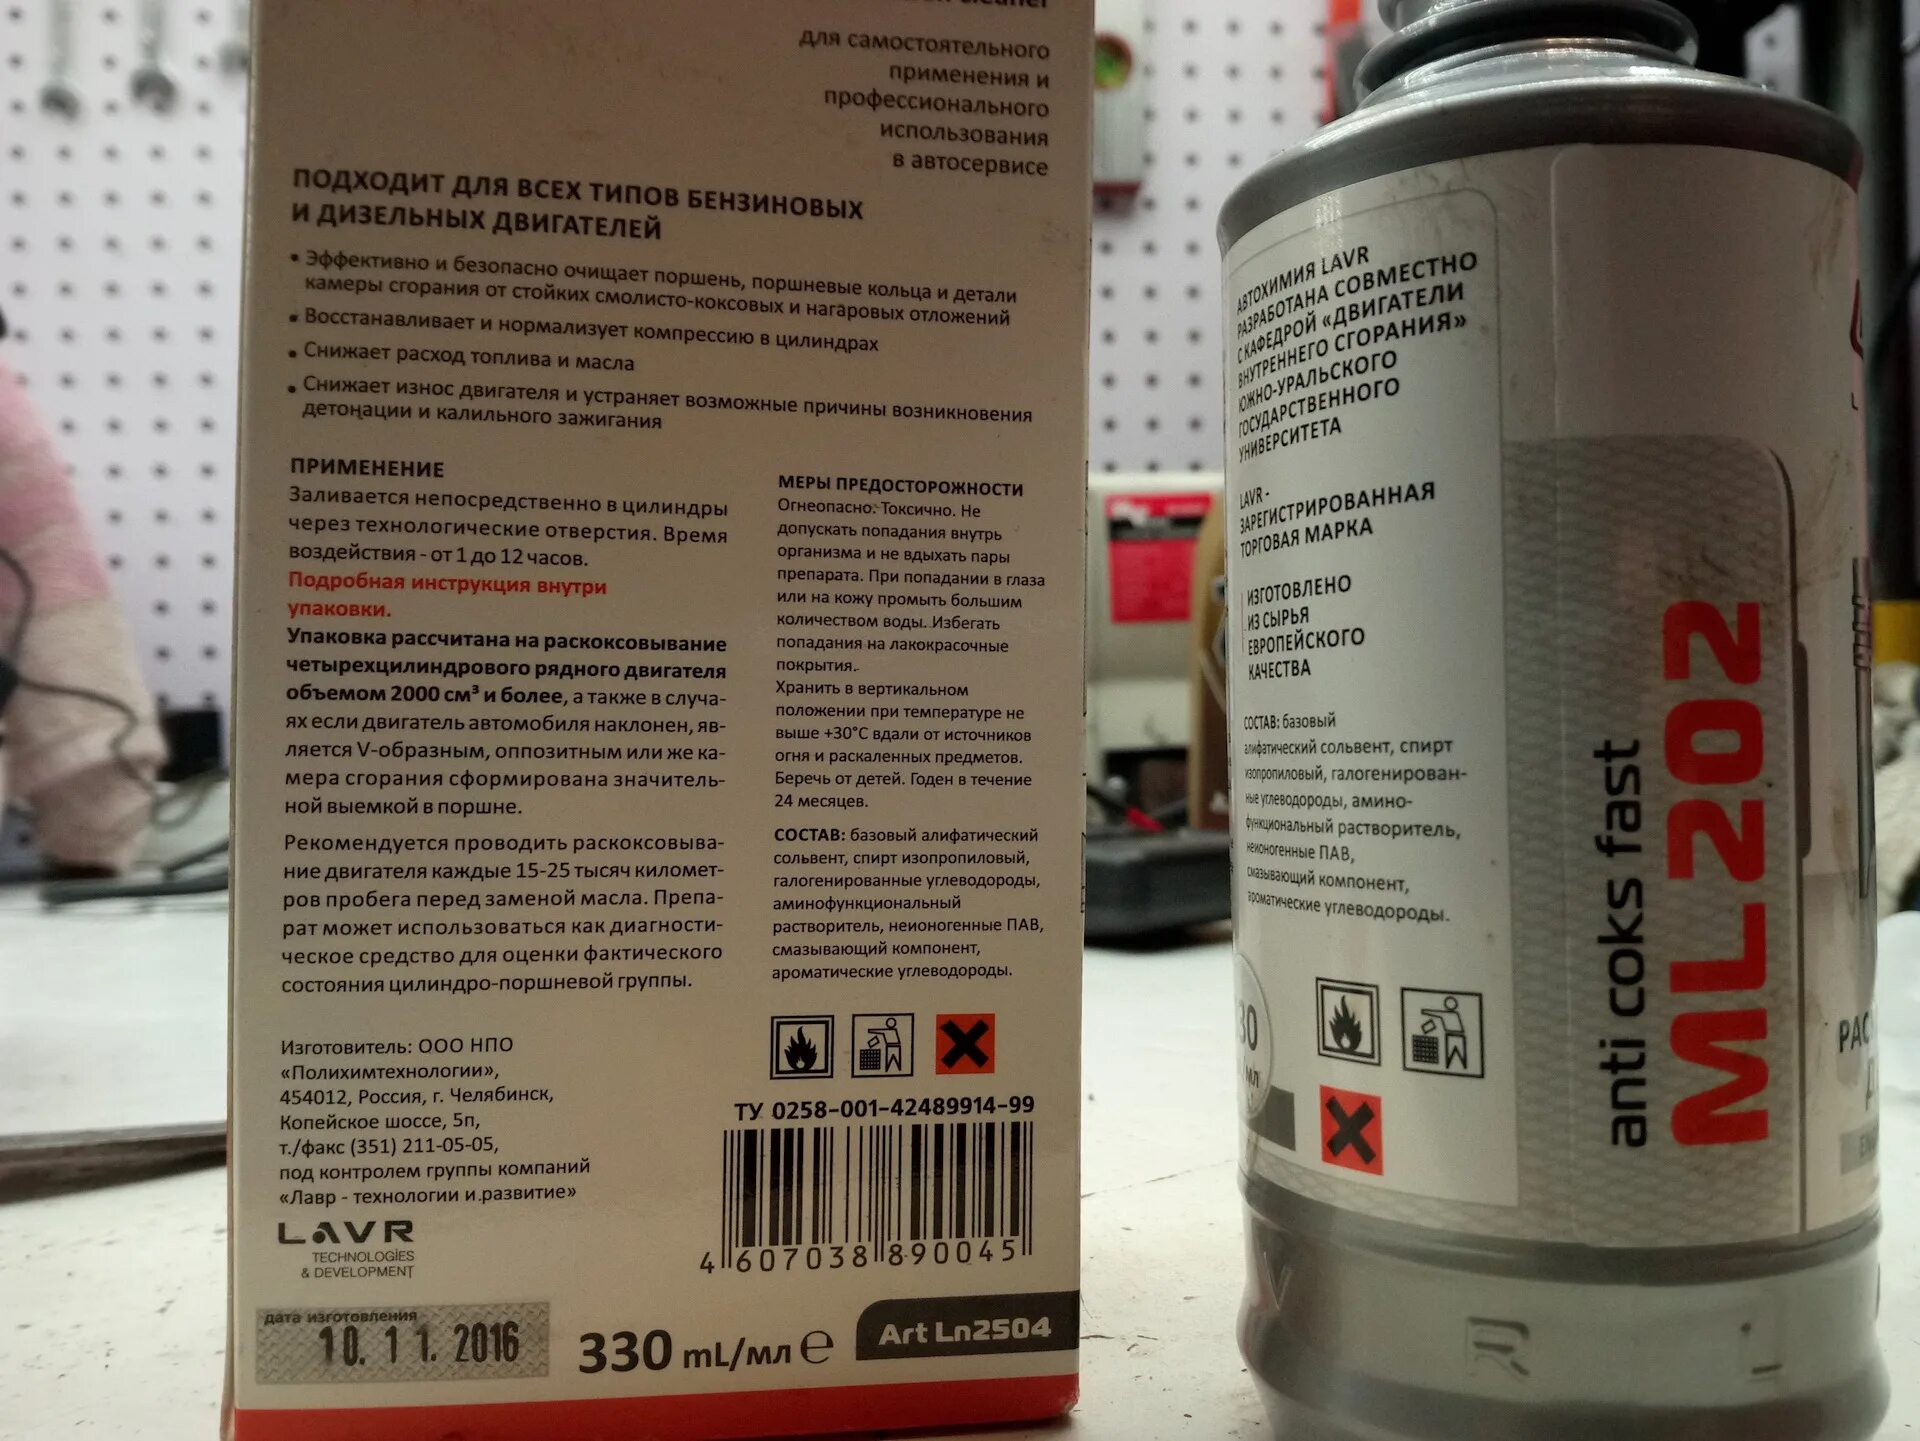 для самостоятельного
применения и
профессионального
использования
в автосервисе
ПОДХОДИТ ДЛЯ ВСЕХ ТИПОВ БЕНЗИНОВЫХ
И ДИЗЕЛЬНЫХ ДВИГАТЕЛЕЙ
• Эффективно и безопасно очищает поршень, поршневые кольца и детали
камеры сгорания от стойких смолисто-коксовых и нагаровых отложений
• Восстанавливает и нормализует компрессию в цилиндрах
• Снижает расход топлива и масла
• Снижает износ двигателя и устраняет возможные причины возникновения
детонации и калильного зажигания
ПРИМЕНЕНИЕ
Заливается непосредственно в цилиндры
через технологические отверстия. Время
воздействия - от 1 до 12 часов.
Подробная инструкция внутри
упаковки.
Упаковка рассчитана на раскоксовывание
четырехцилиндрового рядного двигателя
объемом 2000 см³ и более, а также в случа-
ях если двигатель автомобиля наклонен, яв-
ляется V-образным, оппозитным или же ка-
мера сгорания сформирована значитель-
ной выемкой в поршне.
Рекомендуется проводить раскоксовыва-
ние двигателя каждые 15-25 тысяч километ-
ров пробега перед заменой масла. Препа-
рат может использоваться как диагности-
ческое средство для оценки фактического
состояния цилиндро-поршневой группы.
МЕРЫ ПРЕДОСТОРОЖНОСТИ
Огнеопасно. Токсично. Не
допускать попадания внутрь
организма и не вдыхать пары
препарата. При попадании в глаза
или на кожу промыть большим
количеством воды. Избегать
попадания на лакокрасочные
покрытия.
Хранить в вертикальном
положении при температуре не
выше +30°С вдали от источников
огня и раскаленных предметов.
Беречь от детей. Годен в течение
24 месяцев.
СОСТАВ: базовый алифатический
сольвент, спирт изопропиловый,
галогенированные углеводороды,
аминофункциональный
растворитель, неионогенные ПАВ,
смазывающий компонент,
ароматические углеводороды.
Изготовитель: ООО НПО
«Полихимтехнологии»,
454012, Россия, г. Челябинск,
Копейское шоссе, 5п,
т./факс (351) 211-05-05,
под контролем группы компаний
«Лавр - технологии и развитие»
LAVR
TECHNOLOGIES
& DEVELOPMENT
ТУ 0258-001-42489914-99
4 607038 890045
дата изготовления
10.11.2016
330 mL/мл ℮
Art Ln2504
АВТОХИМИЯ LAVR
РАЗРАБОТАНА СОВМЕСТНО
С КАФЕДРОЙ «ДВИГАТЕЛИ
ВНУТРЕННЕГО СГОРАНИЯ»
ЮЖНО-УРАЛЬСКОГО
ГОСУДАРСТВЕННОГО
УНИВЕРСИТЕТА
LAVR -
ЗАРЕГИСТРИРОВАННАЯ
ТОРГОВАЯ МАРКА
ИЗГОТОВЛЕНО
ИЗ СЫРЬЯ
ЕВРОПЕЙСКОГО
КАЧЕСТВА
СОСТАВ: базовый
алифатический сольвент, спирт
изопропиловый, галогенирован-
ные углеводороды, амино-
функциональный растворитель,
неионогенные ПАВ,
смазывающий компонент,
ароматические углеводороды.
anti coks fast
ML202